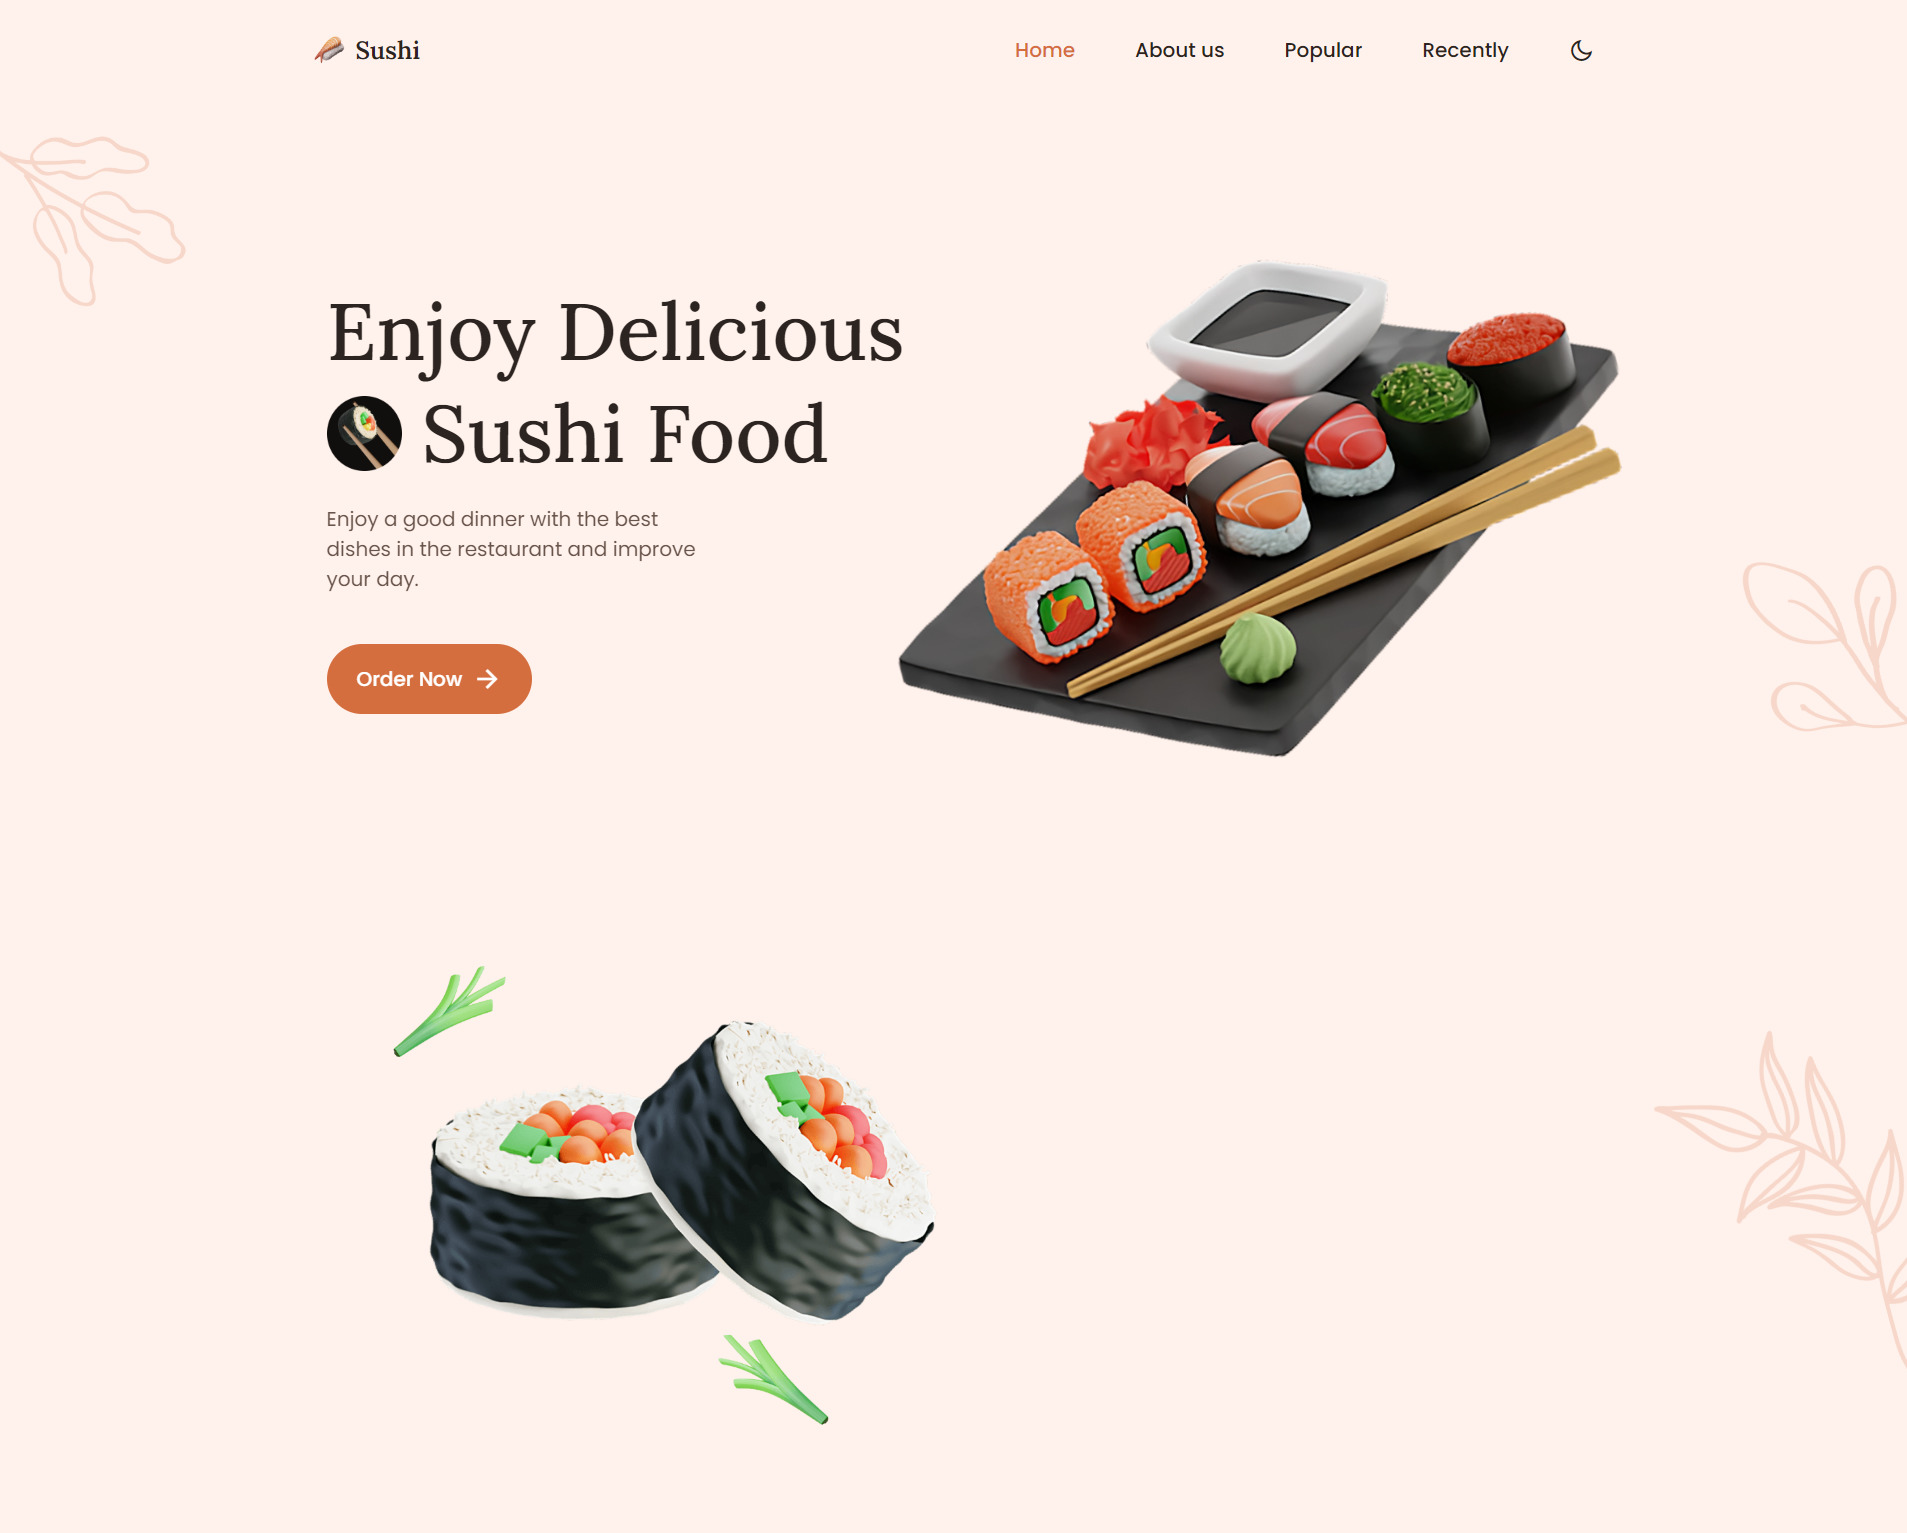 Sushi
Home
About us
Popular
Recently
Enjoy Delicious
Sushi Food
Enjoy a good dinner with the best
dishes in the restaurant and improve
your day.
Order Now